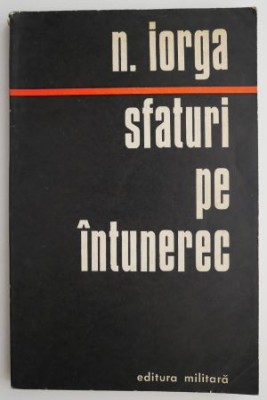 n. iorga
sfaturi
pe
întunerec
editura militară